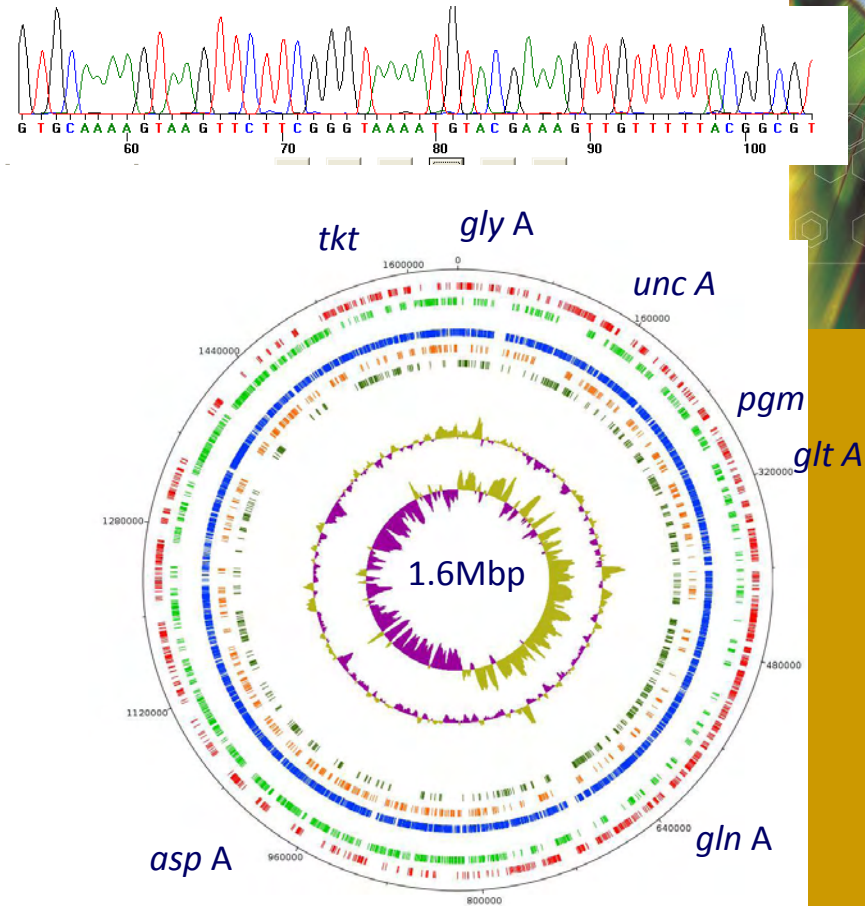 G T G C A A A A G T A A G T T C T T C G G G T A A A A T G T A C G A A A G T T G T T T T T A C G G C G T
60 70 80 90 100
tkt
gly A
unc A
pgm
glt A
gln A
asp A
0
160000
320000
480000
640000
800000
960000
1120000
1280000
1440000
1600000
1.6Mbp